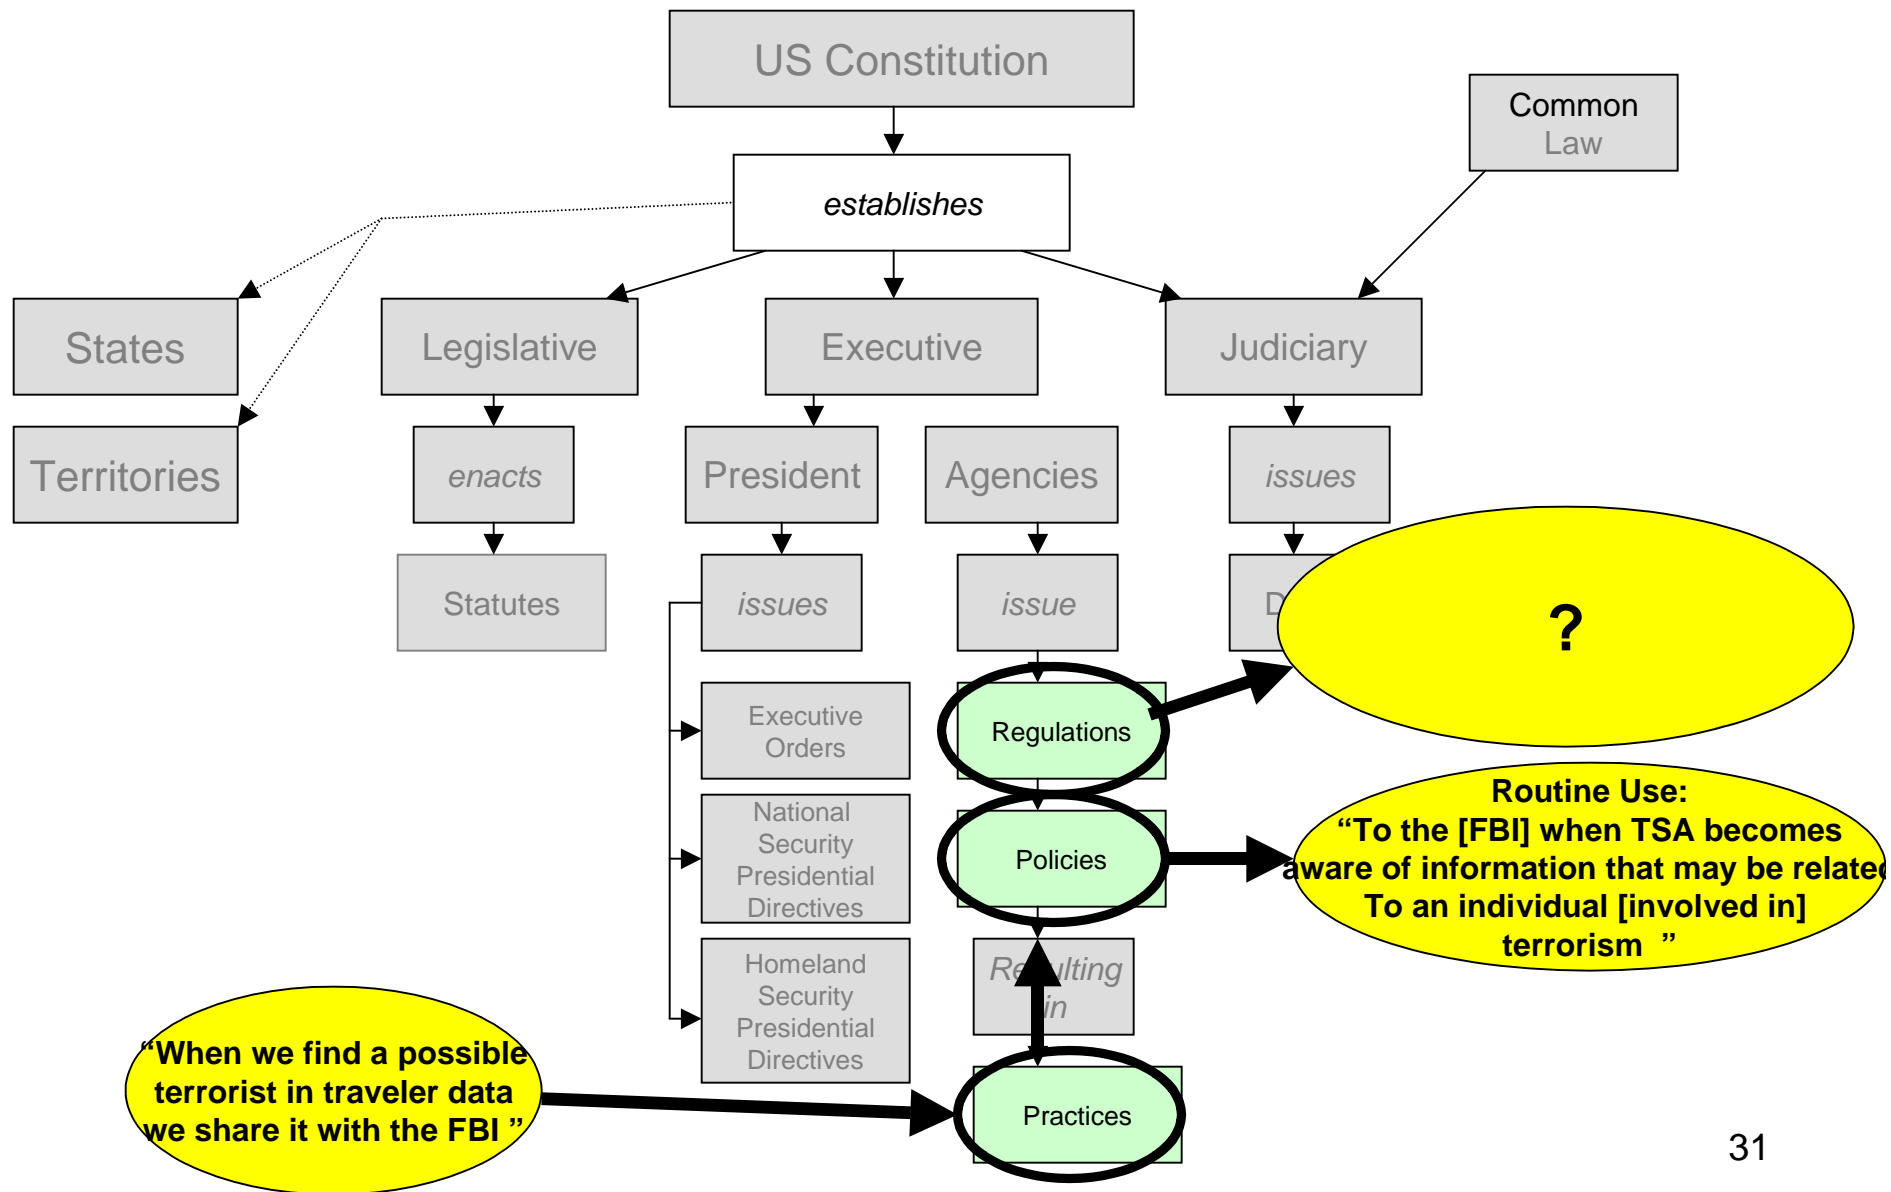 US Constitution
Common
Law
establishes
States
Legislative
Executive
Judiciary
Territories
enacts
President
Agencies
issues
Statutes
issues
issue
D
?
Executive
Orders
Regulations
National
Security
Presidential
Directives
Policies
Routine Use:
“To the [FBI] when TSA becomes
aware of information that may be related
To an individual [involved in]
terrorism ”
Homeland
Security
Presidential
Directives
Resulting
in
“When we find a possible
terrorist in traveler data
we share it with the FBI ”
Practices
31